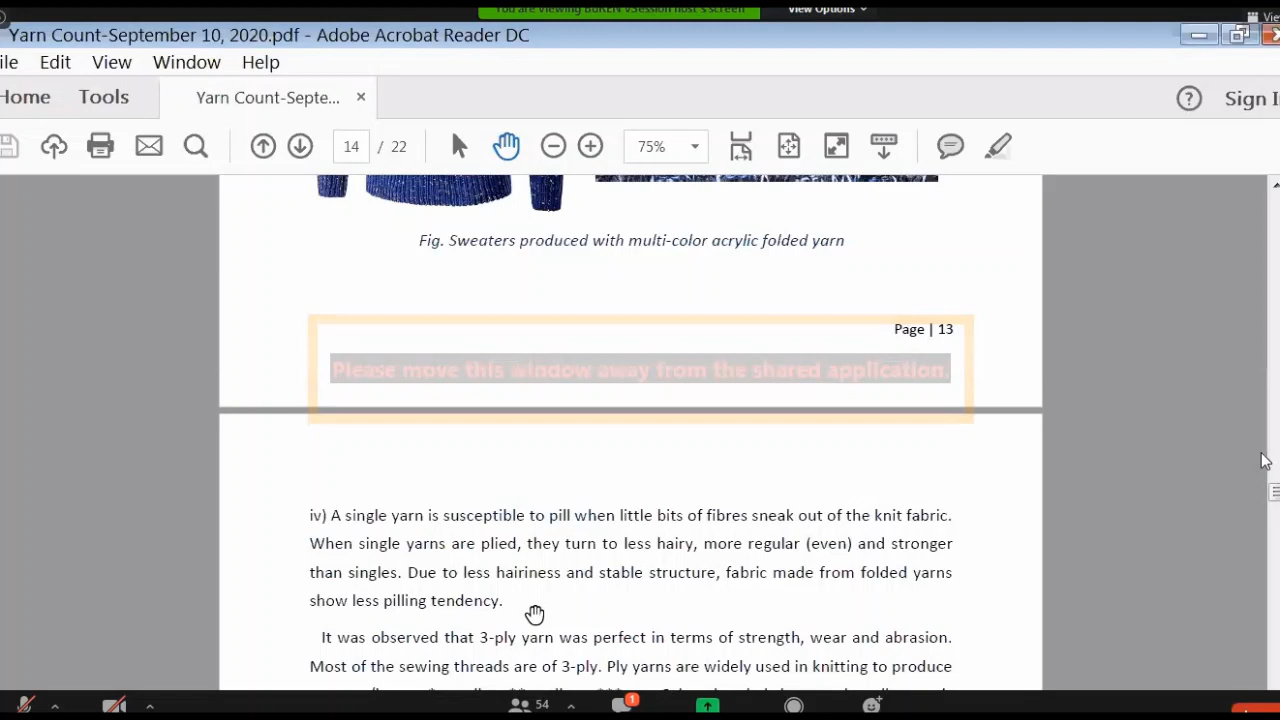 You are viewing BUREN vSession host's screen
View Options
Yarn Count-September 10, 2020.pdf - Adobe Acrobat Reader DC
Vie
ile Edit View Window Help
Home Tools Yarn Count-Septe... × Sign I
14 / 22 75%
Fig. Sweaters produced with multi-color acrylic folded yarn
Page | 13
Please move this window away from the shared application.
iv) A single yarn is susceptible to pill when little bits of fibres sneak out of the knit fabric.
When single yarns are plied, they turn to less hairy, more regular (even) and stronger
than singles. Due to less hairiness and stable structure, fabric made from folded yarns
show less pilling tendency.
It was observed that 3-ply yarn was perfect in terms of strength, wear and abrasion.
Most of the sewing threads are of 3-ply. Ply yarns are widely used in knitting to produce
54 1